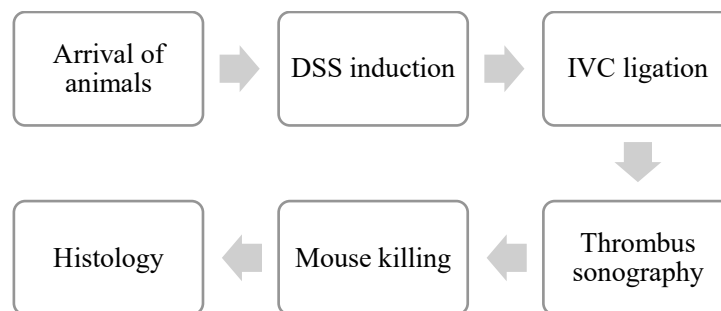 Arrival of
animals
DSS induction
IVC ligation
Thrombus
sonography
Mouse killing
Histology